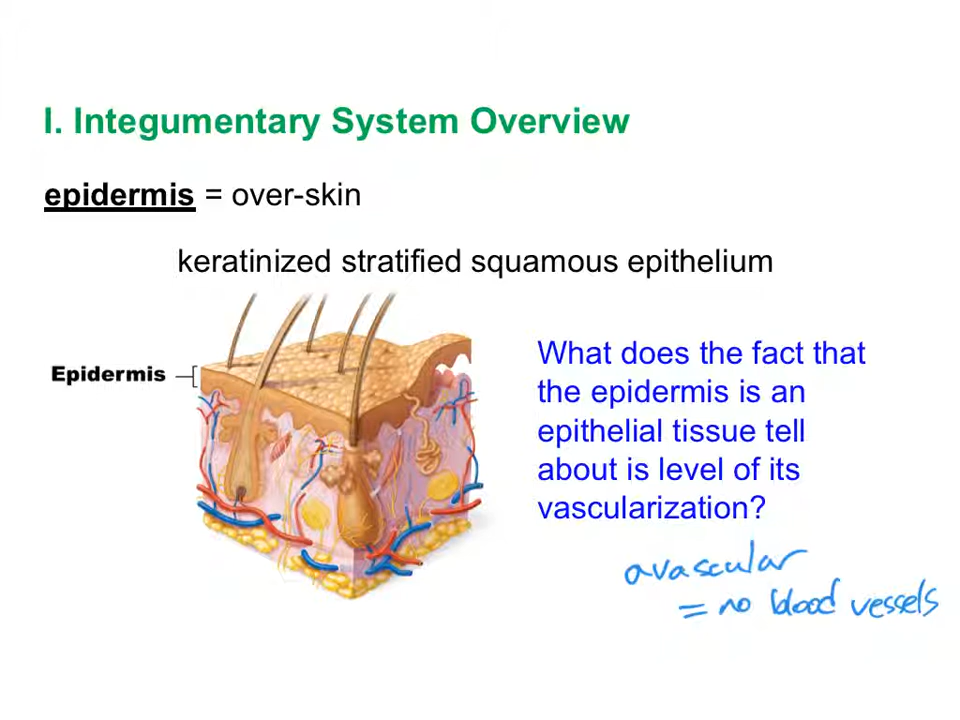 I. Integumentary System Overview
epidermis = over-skin
keratinized stratified squamous epithelium
Epidermis
What does the fact that
the epidermis is an
epithelial tissue tell
about is level of its
vascularization?
avascular
= no blood vessels